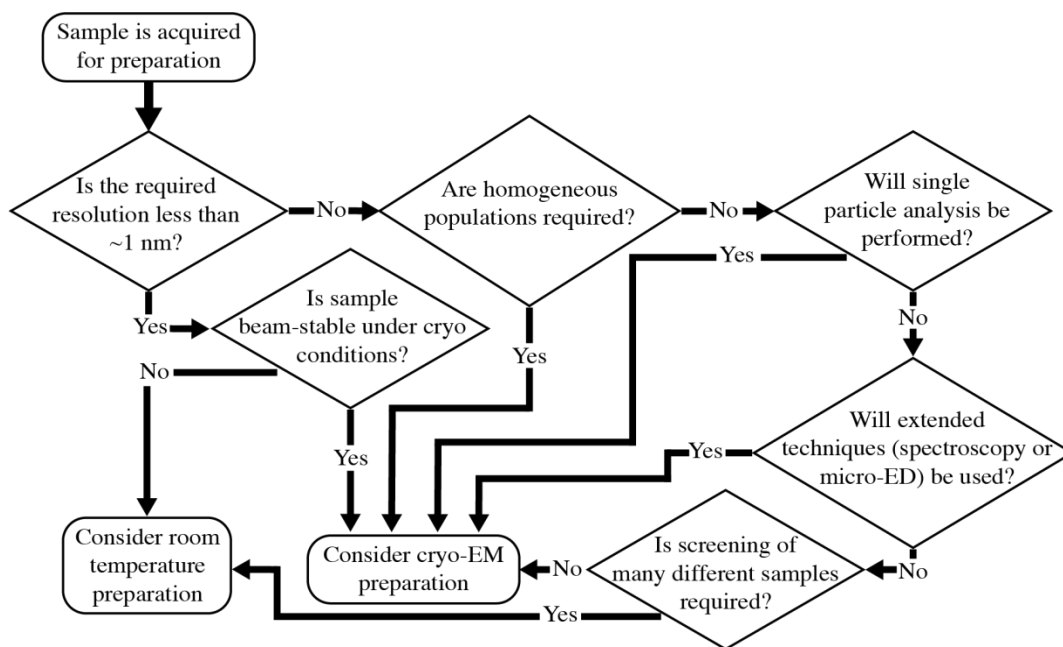 Sample is acquired
for preparation
Is the required
resolution less than
~1 nm?
No
Are homogeneous
populations required?
No
Will single
particle analysis be
performed?
Yes
Yes
Is sample
beam-stable under cryo
conditions?
No
Yes
Yes
No
Will extended
techniques (spectroscopy or
micro-ED) be used?
Yes
No
Is screening of
many different samples
required?
No
Yes
Consider cryo-EM
preparation
Consider room
temperature
preparation